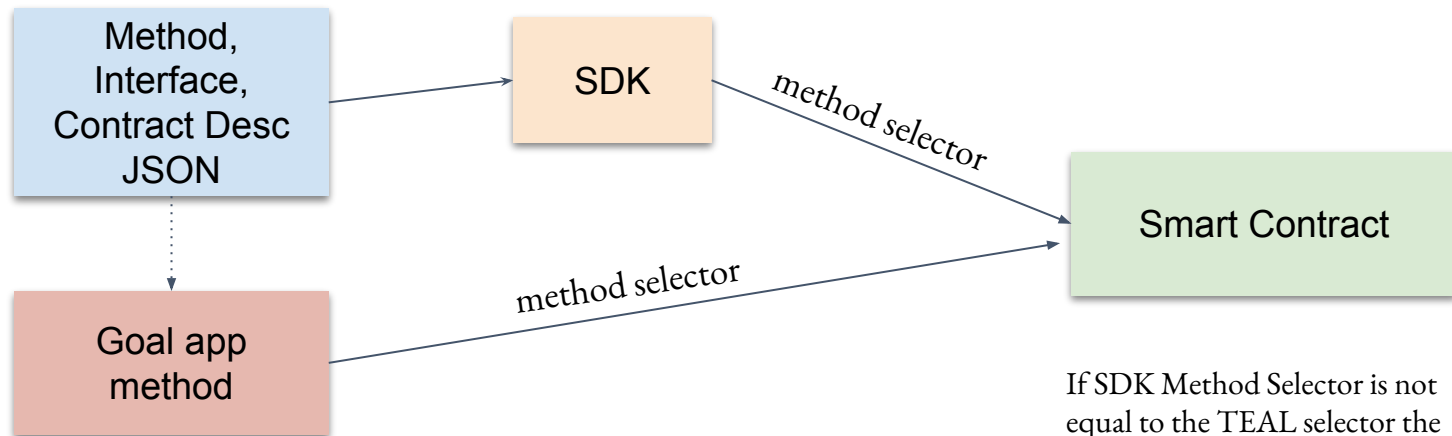 Method,
Interface,
Contract Desc
JSON
SDK
method selector
Smart Contract
method selector
Goal app
method
If SDK Method Selector is not
equal to the TEAL selector the